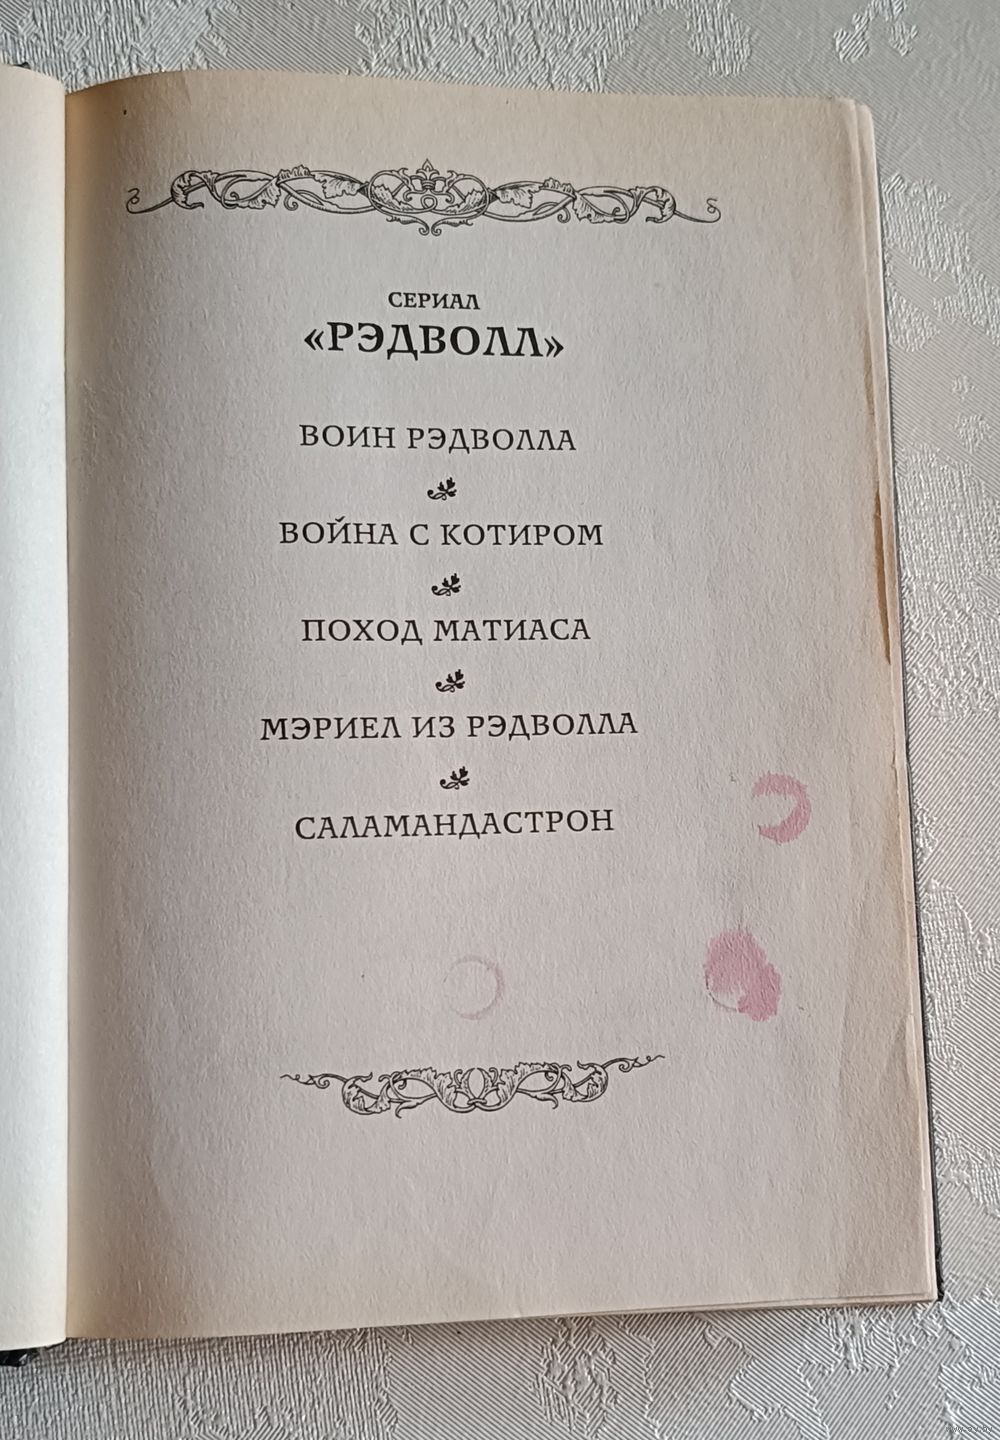 СЕРИАЛ
«РЭДВОЛЛ»
ВОИН РЭДВОЛЛА
ВОЙНА С КОТИРОМ
ПОХОД МАТИАСА
МЭРИЕЛ ИЗ РЭДВОЛЛА
САЛАМАНДАСТРОН